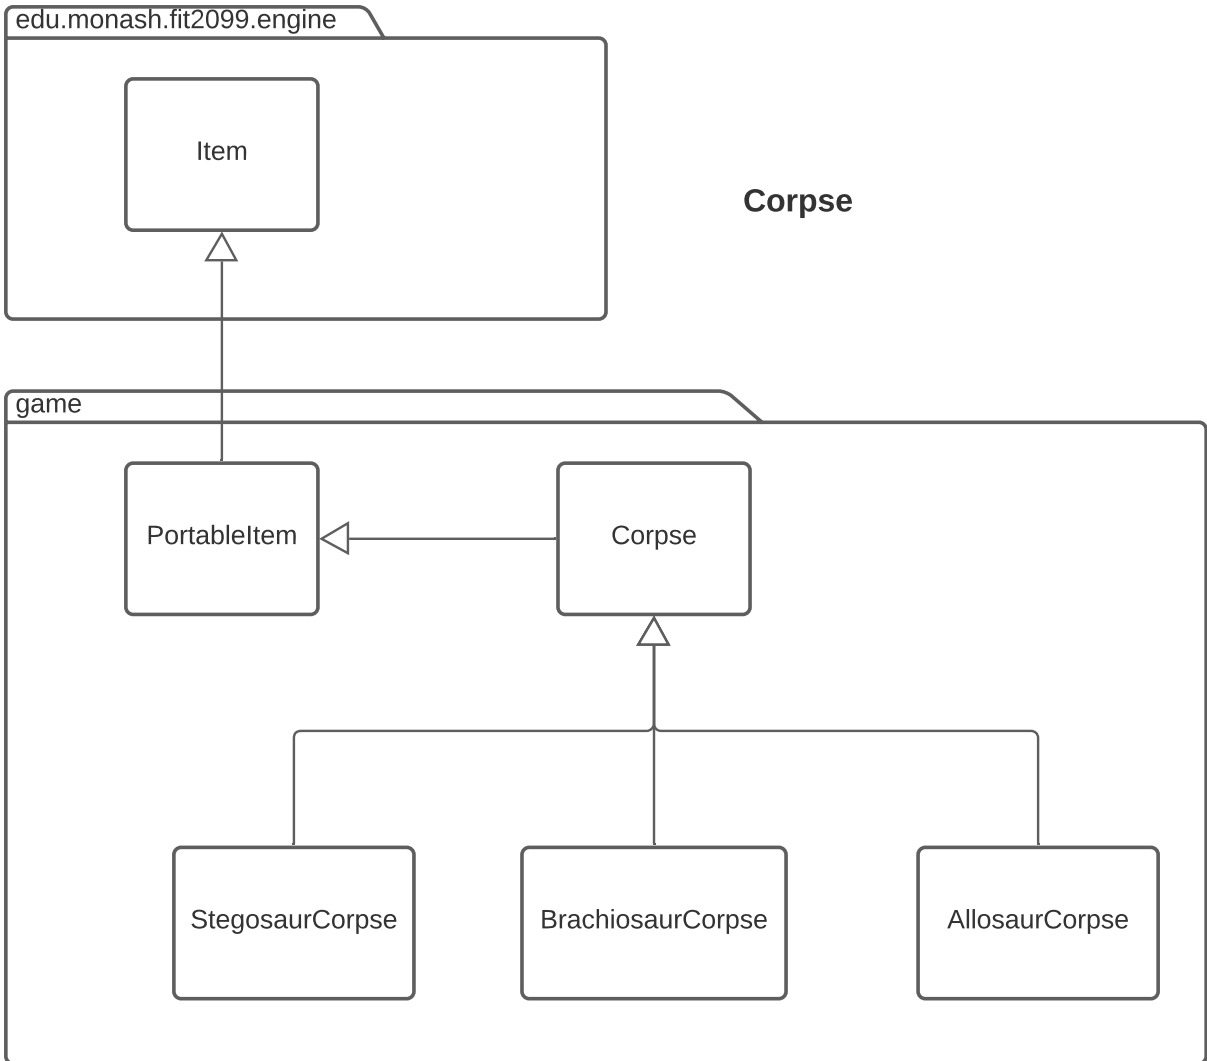 edu.monash.fit2099.engine
Item
Corpse
game
PortableItem
Corpse
StegosaurCorpse
BrachiosaurCorpse
AllosaurCorpse